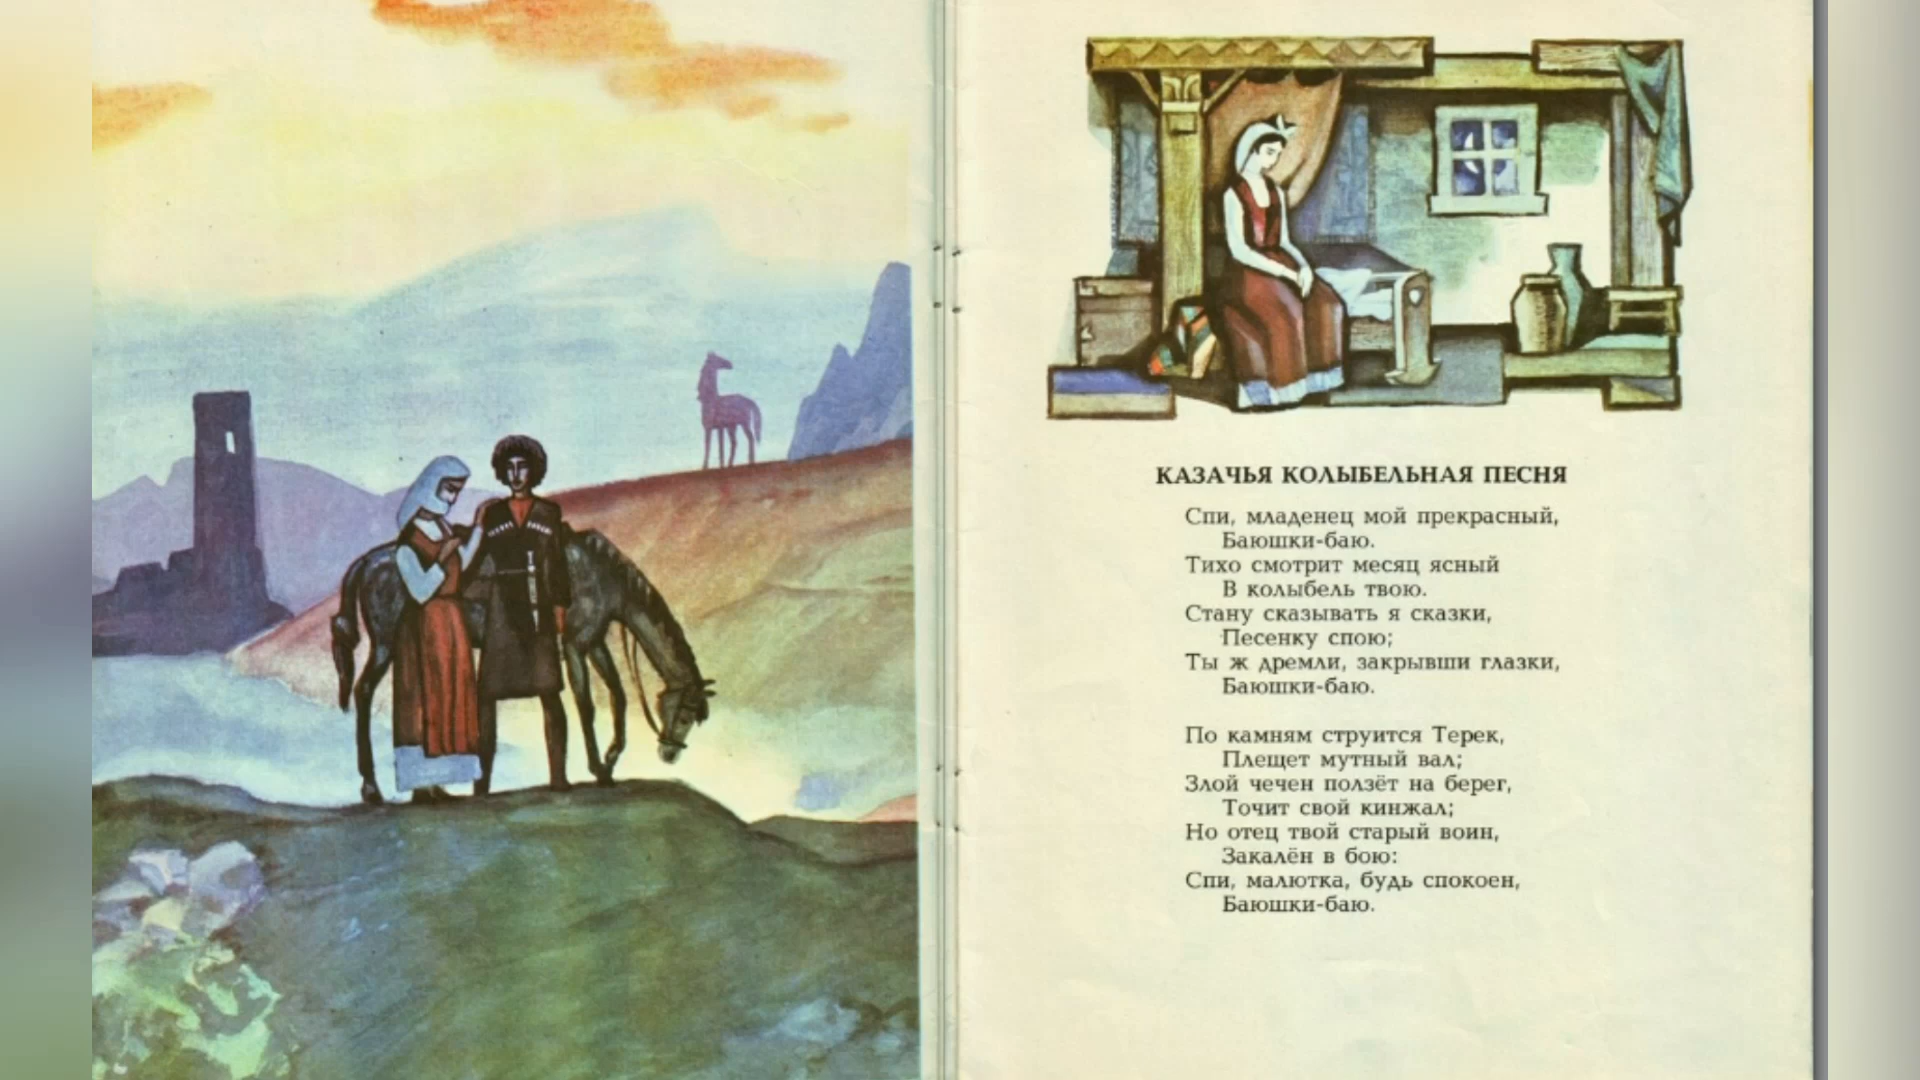 КАЗАЧЬЯ КОЛЫБЕЛЬНАЯ ПЕСНЯ
Спи, младенец мой прекрасный,
Баюшки-баю.
Тихо смотрит месяц ясный
В колыбель твою.
Стану сказывать я сказки,
Песенку спою;
Ты ж дремли, закрывши глазки,
Баюшки-баю.
По камням струится Терек,
Плещет мутный вал;
Злой чечен ползёт на берег,
Точит свой кинжал;
Но отец твой старый воин,
Закалён в бою:
Спи, малютка, будь спокоен,
Баюшки-баю.